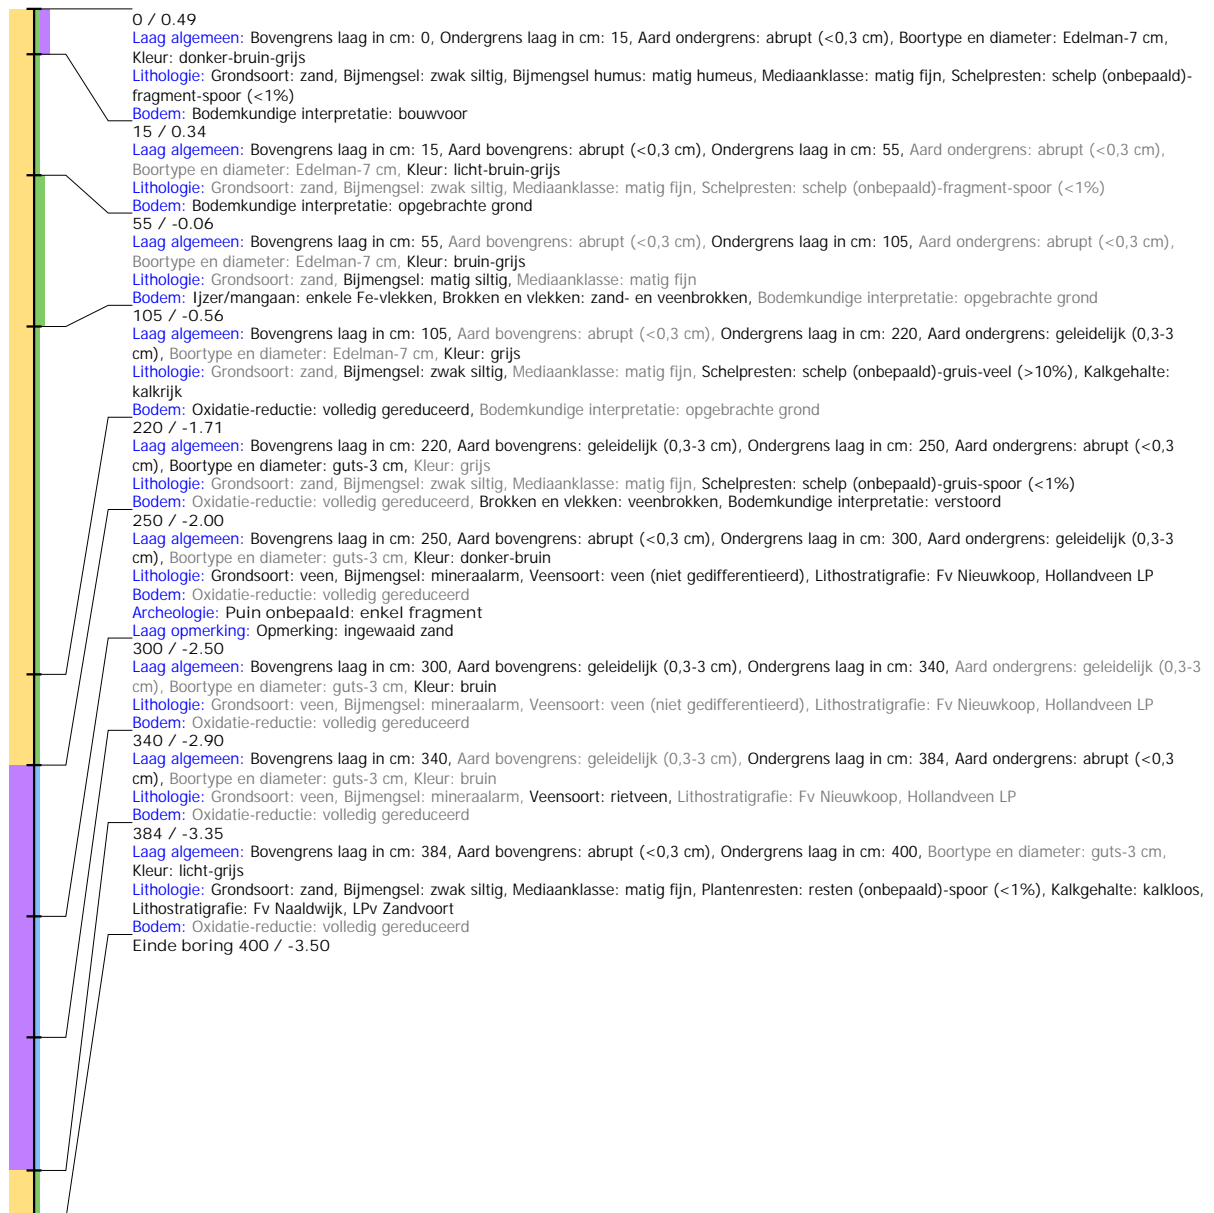 0 / 0.49
Laag algemeen: Bovengrens laag in cm: 0, Ondergrens laag in cm: 15, Aard ondergrens: abrupt (<0,3 cm), Boortype en diameter: Edelman-7 cm,
Kleur: donker-bruin-grijs
Lithologie: Grondsoort: zand, Bijmengsel: zwak siltig, Bijmengsel humus: matig humeus, Mediaanklasse: matig fijn, Schelpresten: schelp (onbepaald)-
fragment-spoor (<1%)
Bodem: Bodemkundige interpretatie: bouwvoor
15 / 0.34
Laag algemeen: Bovengrens laag in cm: 15, Aard bovengrens: abrupt (<0,3 cm), Ondergrens laag in cm: 55, Aard ondergrens: abrupt (<0,3 cm),
Boortype en diameter: Edelman-7 cm, Kleur: licht-bruin-grijs
Lithologie: Grondsoort: zand, Bijmengsel: zwak siltig, Mediaanklasse: matig fijn, Schelpresten: schelp (onbepaald)-fragment-spoor (<1%)
Bodem: Bodemkundige interpretatie: opgebrachte grond
55 / -0.06
Laag algemeen: Bovengrens laag in cm: 55, Aard bovengrens: abrupt (<0,3 cm), Ondergrens laag in cm: 105, Aard ondergrens: abrupt (<0,3 cm),
Boortype en diameter: Edelman-7 cm, Kleur: bruin-grijs
Lithologie: Grondsoort: zand, Bijmengsel: matig siltig, Mediaanklasse: matig fijn
Bodem: Ijzer/mangaan: enkele Fe-vlekken, Brokken en vlekken: zand- en veenbrokken, Bodemkundige interpretatie: opgebrachte grond
105 / -0.56
Laag algemeen: Bovengrens laag in cm: 105, Aard bovengrens: abrupt (<0,3 cm), Ondergrens laag in cm: 220, Aard ondergrens: geleidelijk (0,3-3
cm), Boortype en diameter: Edelman-7 cm, Kleur: grijs
Lithologie: Grondsoort: zand, Bijmengsel: zwak siltig, Mediaanklasse: matig fijn, Schelpresten: schelp (onbepaald)-gruis-veel (>10%), Kalkgehalte:
kalkrijk
Bodem: Oxidatie-reductie: volledig gereduceerd, Bodemkundige interpretatie: opgebrachte grond
220 / -1.71
Laag algemeen: Bovengrens laag in cm: 220, Aard bovengrens: geleidelijk (0,3-3 cm), Ondergrens laag in cm: 250, Aard ondergrens: abrupt (<0,3
cm), Boortype en diameter: guts-3 cm, Kleur: grijs
Lithologie: Grondsoort: zand, Bijmengsel: zwak siltig, Mediaanklasse: matig fijn, Schelpresten: schelp (onbepaald)-gruis-spoor (<1%)
Bodem: Oxidatie-reductie: volledig gereduceerd, Brokken en vlekken: veenbrokken, Bodemkundige interpretatie: verstoord
250 / -2.00
Laag algemeen: Bovengrens laag in cm: 250, Aard bovengrens: abrupt (<0,3 cm), Ondergrens laag in cm: 300, Aard ondergrens: geleidelijk (0,3-3
cm), Boortype en diameter: guts-3 cm, Kleur: donker-bruin
Lithologie: Grondsoort: veen, Bijmengsel: mineraalarm, Veensoort: veen (niet gedifferentieerd), Lithostratigrafie: Fv Nieuwkoop, Hollandveen LP
Bodem: Oxidatie-reductie: volledig gereduceerd
Archeologie: Puin onbepaald: enkel fragment
Laag opmerking: Opmerking: ingewaaid zand
300 / -2.50
Laag algemeen: Bovengrens laag in cm: 300, Aard bovengrens: geleidelijk (0,3-3 cm), Ondergrens laag in cm: 340, Aard ondergrens: geleidelijk (0,3-3
cm), Boortype en diameter: guts-3 cm, Kleur: bruin
Lithologie: Grondsoort: veen, Bijmengsel: mineraalarm, Veensoort: veen (niet gedifferentieerd), Lithostratigrafie: Fv Nieuwkoop, Hollandveen LP
Bodem: Oxidatie-reductie: volledig gereduceerd
340 / -2.90
Laag algemeen: Bovengrens laag in cm: 340, Aard bovengrens: geleidelijk (0,3-3 cm), Ondergrens laag in cm: 384, Aard ondergrens: abrupt (<0,3
cm), Boortype en diameter: guts-3 cm, Kleur: bruin
Lithologie: Grondsoort: veen, Bijmengsel: mineraalarm, Veensoort: rietveen, Lithostratigrafie: Fv Nieuwkoop, Hollandveen LP
Bodem: Oxidatie-reductie: volledig gereduceerd
384 / -3.35
Laag algemeen: Bovengrens laag in cm: 384, Aard bovengrens: abrupt (<0,3 cm), Ondergrens laag in cm: 400, Boortype en diameter: guts-3 cm,
Kleur: licht-grijs
Lithologie: Grondsoort: zand, Bijmengsel: zwak siltig, Mediaanklasse: matig fijn, Plantenresten: resten (onbepaald)-spoor (<1%), Kalkgehalte: kalkloos,
Lithostratigrafie: Fv Naaldwijk, LPv Zandvoort
Bodem: Oxidatie-reductie: volledig gereduceerd
Einde boring 400 / -3.50